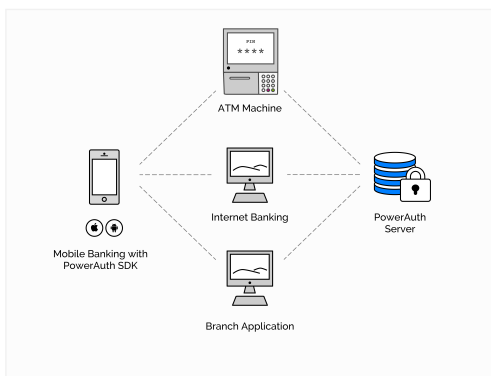 PIN
****
ATM Machine
Internet Banking
PowerAuth
Server
Mobile Banking with
PowerAuth SDK
Branch Application